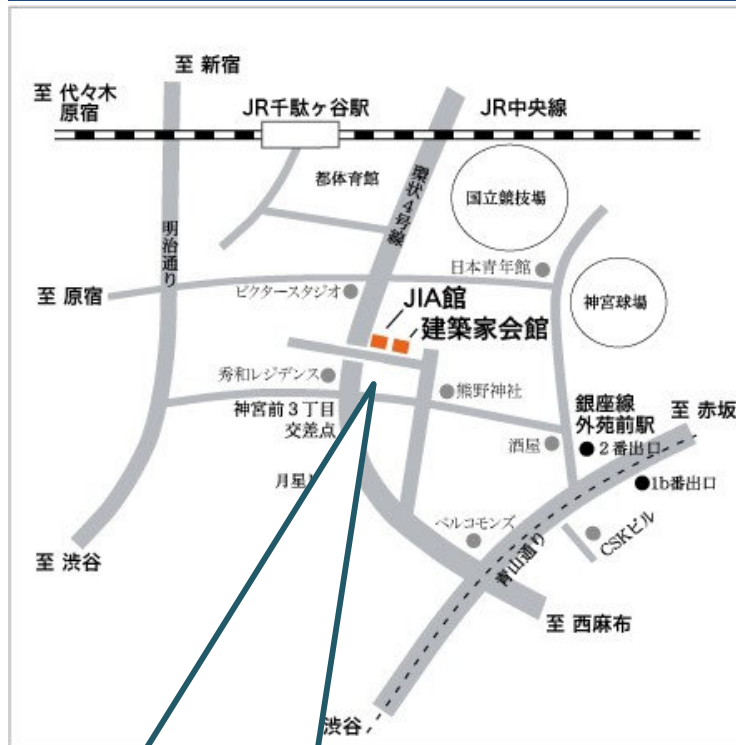 至 新宿
至 代々木
原宿
JR千駄ヶ谷駅
JR中央線
都体育館
環状4号線
国立競技場
明治通り
日本青年館
至 原宿
ビクタースタジオ
神宮球場
JIA館
建築家会館
秀和レジデンス
熊野神社
神宮前3丁目
交差点
銀座線
外苑前駅
至 赤坂
酒屋
2番出口
月星
1b番出口
ベルコモンズ
青山通り
CSKビル
至 渋谷
至 西麻布
渋谷